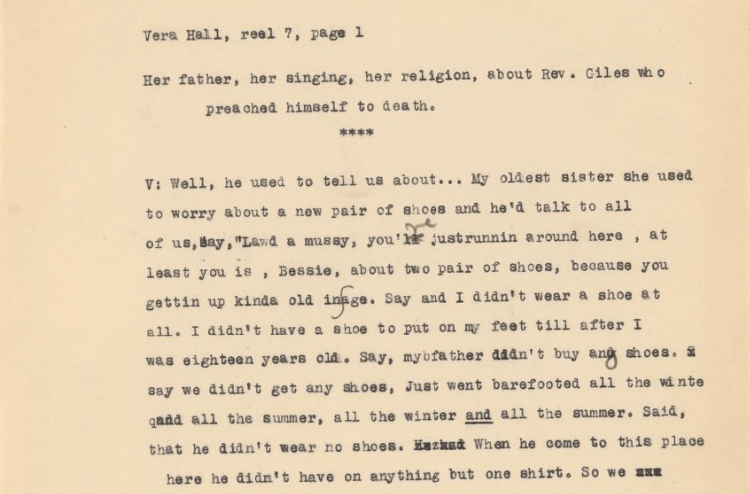 Vera Hall, reel 7, page 1
Her father, her singing, her religion, about Rev. Giles who
preached himself to death.
****
V: Well, he used to tell us about... My oldest sister she used
to worry about a new pair of shoes and he'd talk to all
of us, Say, "Lawd a mussy, you're justrunnin around here , at
least you is , Bessie, about two pair of shoes, because you
gettin up kinda old in age. Say and I didn't wear a shoe at
all. I didn't have a shoe to put on my feet till after I
was eighteen years old. Say, mybfather didn't buy any shoes.
say we didn't get any shoes, Just went barefooted all the winte
qand all the summer, all the winter and all the summer. Said,
that he didn't wear no shoes. When he come to this place
here he didn't have on anything but one shirt. So we